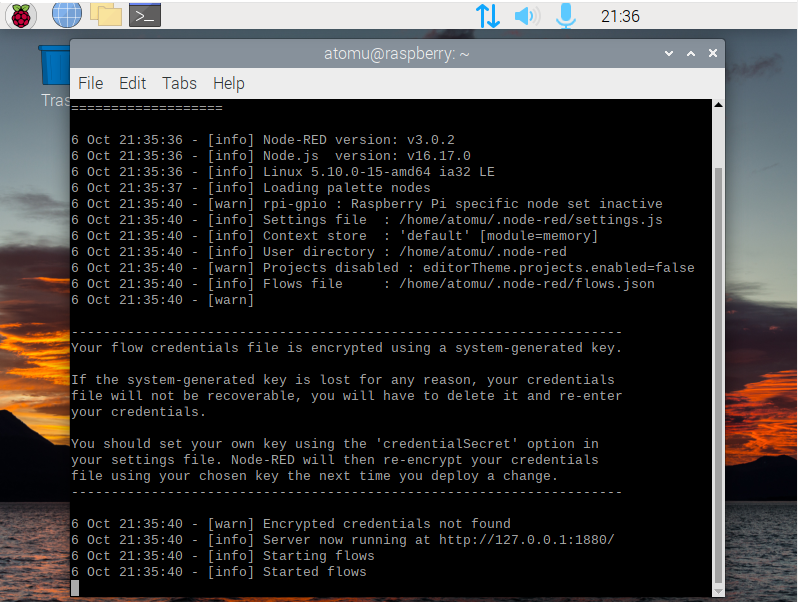 21:36
Tras
atomu@raspberry: ~
File Edit Tabs Help
===================
6 Oct 21:35:36 - [info] Node-RED version: v3.0.2
6 Oct 21:35:36 - [info] Node.js  version: v16.17.0
6 Oct 21:35:36 - [info] Linux 5.10.0-15-amd64 ia32 LE
6 Oct 21:35:37 - [info] Loading palette nodes
6 Oct 21:35:40 - [warn] rpi-gpio : Raspberry Pi specific node set inactive
6 Oct 21:35:40 - [info] Settings file  : /home/atomu/.node-red/settings.js
6 Oct 21:35:40 - [info] Context store  : 'default' [module=memory]
6 Oct 21:35:40 - [info] User directory : /home/atomu/.node-red
6 Oct 21:35:40 - [warn] Projects disabled : editorTheme.projects.enabled=false
6 Oct 21:35:40 - [info] Flows file     : /home/atomu/.node-red/flows.json
6 Oct 21:35:40 - [warn]
---------------------------------------------------------------------
Your flow credentials file is encrypted using a system-generated key.
If the system-generated key is lost for any reason, your credentials
file will not be recoverable, you will have to delete it and re-enter
your credentials.
You should set your own key using the 'credentialSecret' option in
your settings file. Node-RED will then re-encrypt your credentials
file using your chosen key the next time you deploy a change.
---------------------------------------------------------------------
6 Oct 21:35:40 - [warn] Encrypted credentials not found
6 Oct 21:35:40 - [info] Server now running at http://127.0.0.1:1880/
6 Oct 21:35:40 - [info] Starting flows
6 Oct 21:35:40 - [info] Started flows